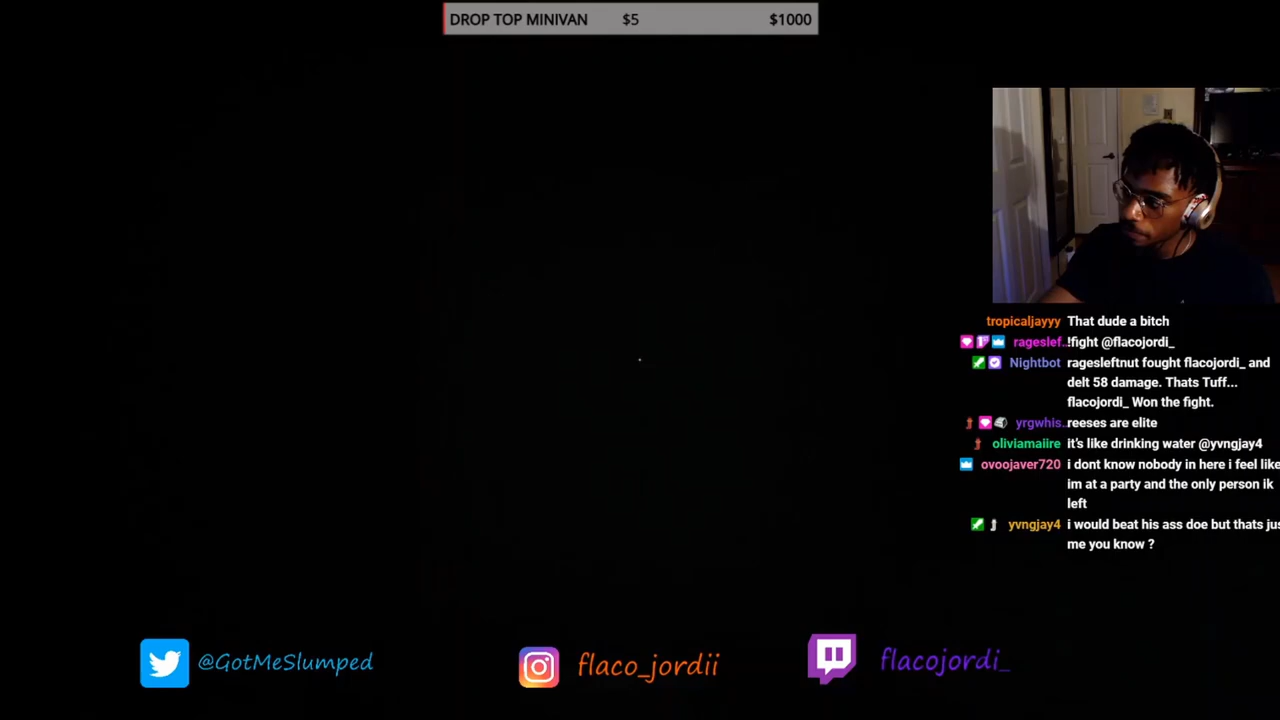 DROP TOP MINIVAN $5 $1000
tropicaljayyy That dude a bitch
rageslef.. !fight @flacojordi_
Nightbot ragesleftnut fought flacojordi_ and
delt 58 damage. Thats Tuff...
flacojordi_ Won the fight.
yrgwhis.. reeses are elite
oliviamaiire it's like drinking water @yvngjay4
ovoojaver720 i dont know nobody in here i feel like
im at a party and the only person ik
left
yvngjay4 i would beat his ass doe but thats jus
me you know ?
@GotMeSlumped
flaco_jordii
flacojordi_